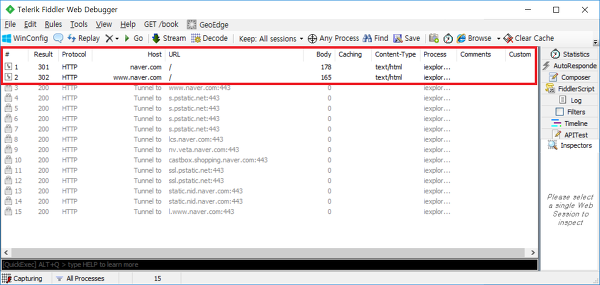 Telerik Fiddler Web Debugger
File Edit Rules Tools View Help GET /book GeoEdge
WinConfig Replay Go Stream Decode Keep: All sessions Any Process Find Save Browse Clear Cache
# Result Protocol Host URL Body Caching Content-Type Process Comments Custom
1 301 HTTP naver.com / 178 text/html iexplor...
2 302 HTTP www.naver.com / 165 text/html iexplor...
3 200 HTTP Tunnel to www.naver.com:443 0 iexplor...
4 200 HTTP Tunnel to s.pstatic.net:443 0 iexplor...
5 200 HTTP Tunnel to s.pstatic.net:443 0 iexplor...
6 200 HTTP Tunnel to s.pstatic.net:443 0 iexplor...
7 200 HTTP Tunnel to s.pstatic.net:443 0 iexplor...
8 200 HTTP Tunnel to lcs.naver.com:443 0 iexplor...
9 200 HTTP Tunnel to nv.veta.naver.com:443 0 iexplor...
10 200 HTTP Tunnel to castbox.shopping.naver.com:443 0 iexplor...
11 200 HTTP Tunnel to ssl.pstatic.net:443 0 iexplor...
12 200 HTTP Tunnel to ssl.pstatic.net:443 0 iexplor...
13 200 HTTP Tunnel to static.nid.naver.com:443 0 iexplor...
14 200 HTTP Tunnel to static.nid.naver.com:443 0 iexplor...
15 200 HTTP Tunnel to l.www.naver.com:443 0 iexplor...
Statistics
AutoResponde
Composer
FiddlerScript
Log
Filters
Timeline
APITest
Inspectors
Please select
a single Web
Session to
inspect
[QuickExec] ALT+Q > type HELP to learn more
Capturing All Processes 15